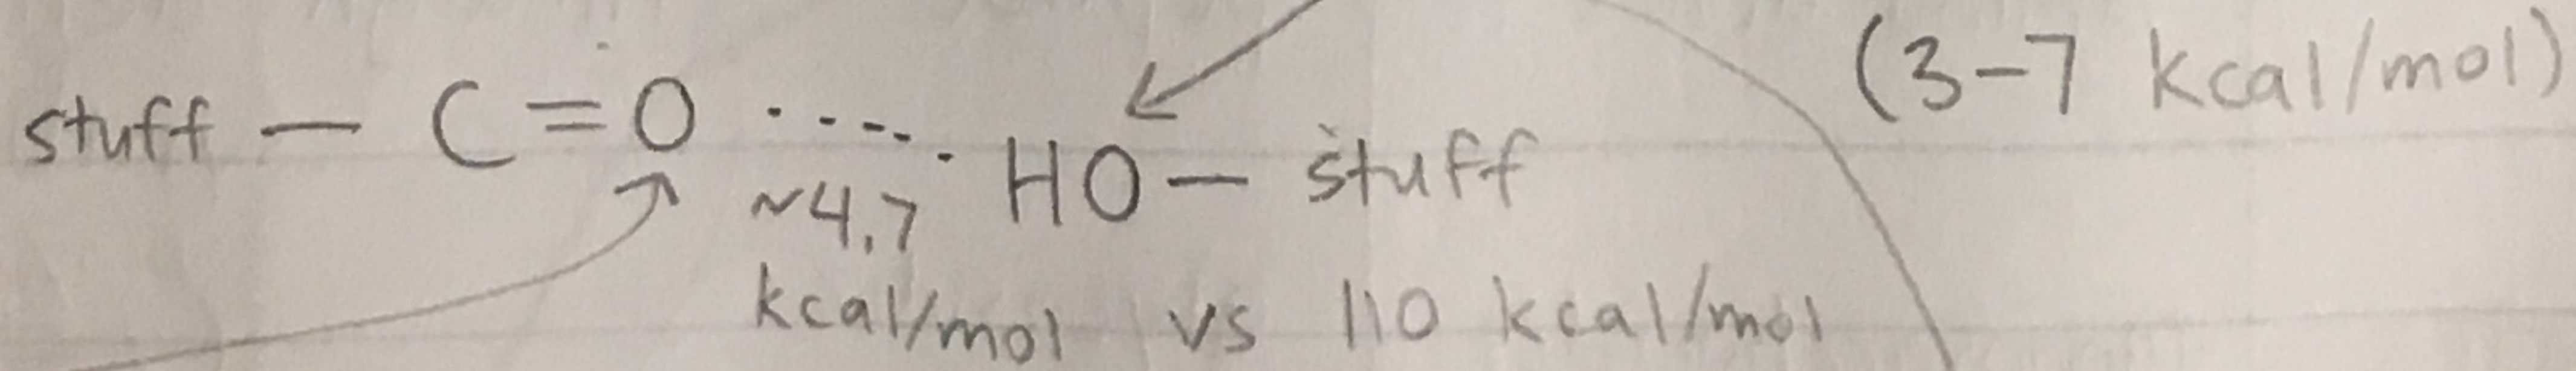 (3-7 kcal/mol)
stuff — C=O ····· HO— stuff
~4.7
kcal/mol vs 110 kcal/mol